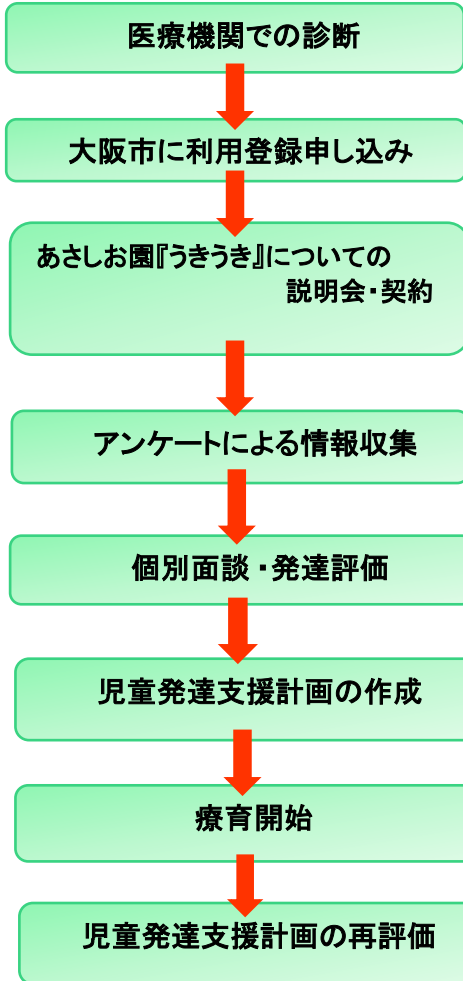 医療機関での診断
大阪市に利用登録申し込み
あさしお園『うきうき』についての
説明会・契約
アンケートによる情報収集
個別面談・発達評価
児童発達支援計画の作成
療育開始
児童発達支援計画の再評価